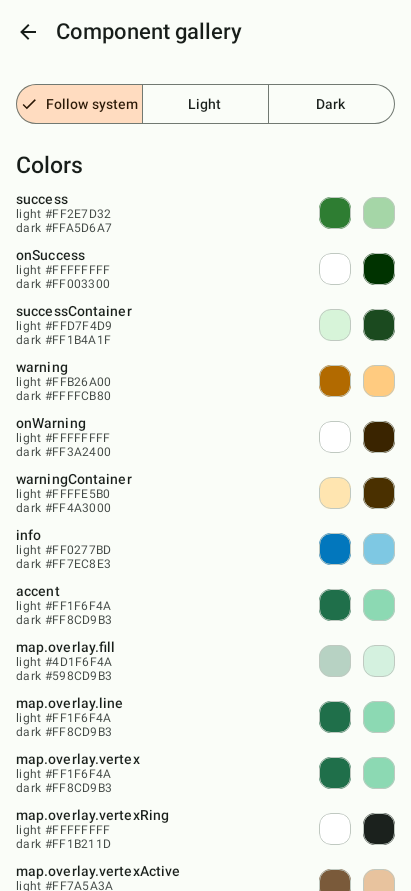 Component gallery
Follow system
Light
Dark
Colors
success
light #FF2E7D32
dark #FFA5D6A7
onSuccess
light #FFFFFFFF
dark #FF003300
successContainer
light #FFD7F4D9
dark #FF1B4A1F
warning
light #FFB26A00
dark #FFFFCB80
onWarning
light #FFFFFFFF
dark #FF3A2400
warningContainer
light #FFFFE5B0
dark #FF4A3000
info
light #FF0277BD
dark #FF7EC8E3
accent
light #FF1F6F4A
dark #FF8CD9B3
map.overlay.fill
light #4D1F6F4A
dark #598CD9B3
map.overlay.line
light #FF1F6F4A
dark #FF8CD9B3
map.overlay.vertex
light #FF1F6F4A
dark #FF8CD9B3
map.overlay.vertexRing
light #FFFFFFFF
dark #FF1B211D
map.overlay.vertexActive
light #FF7A5A3A